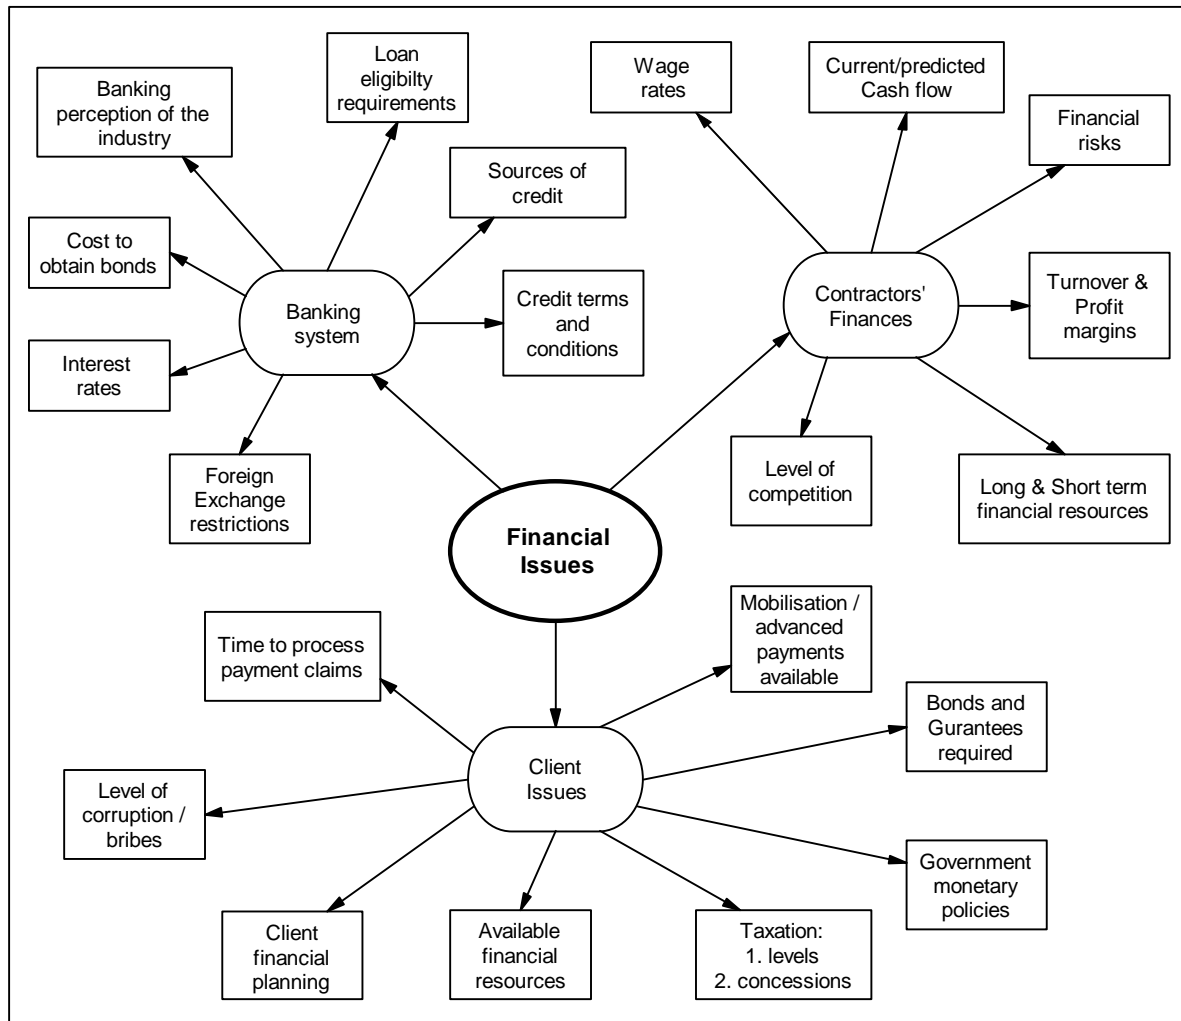 Loan
eligibilty
requirements
Wage
rates
Current/predicted
Cash flow
Banking
perception of the
industry
Financial
risks
Sources of
credit
Cost to
obtain bonds
Banking
system
Credit terms
and
conditions
Contractors'
Finances
Turnover &
Profit
margins
Interest
rates
Foreign
Exchange
restrictions
Level of
competition
Long & Short term
financial resources
Financial
Issues
Time to process
payment claims
Mobilisation /
advanced
payments
available
Bonds and
Gurantees
required
Client
Issues
Level of
corruption /
bribes
Government
monetary
policies
Client
financial
planning
Available
financial
resources
Taxation:
1. levels
2. concessions